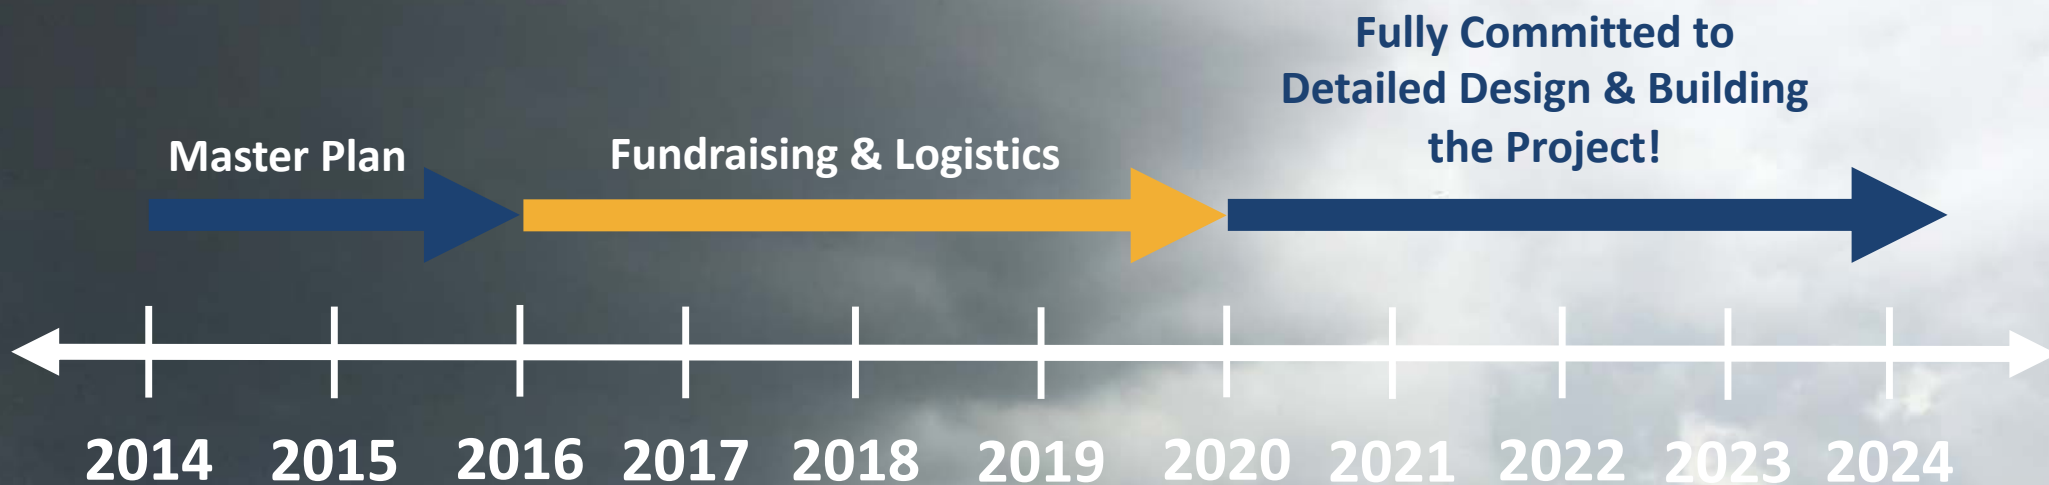 Fully Committed to
Detailed Design & Building
the Project!
Master Plan
Fundraising & Logistics
2014 2015 2016 2017 2018 2019 2020 2021 2022 2023 2024